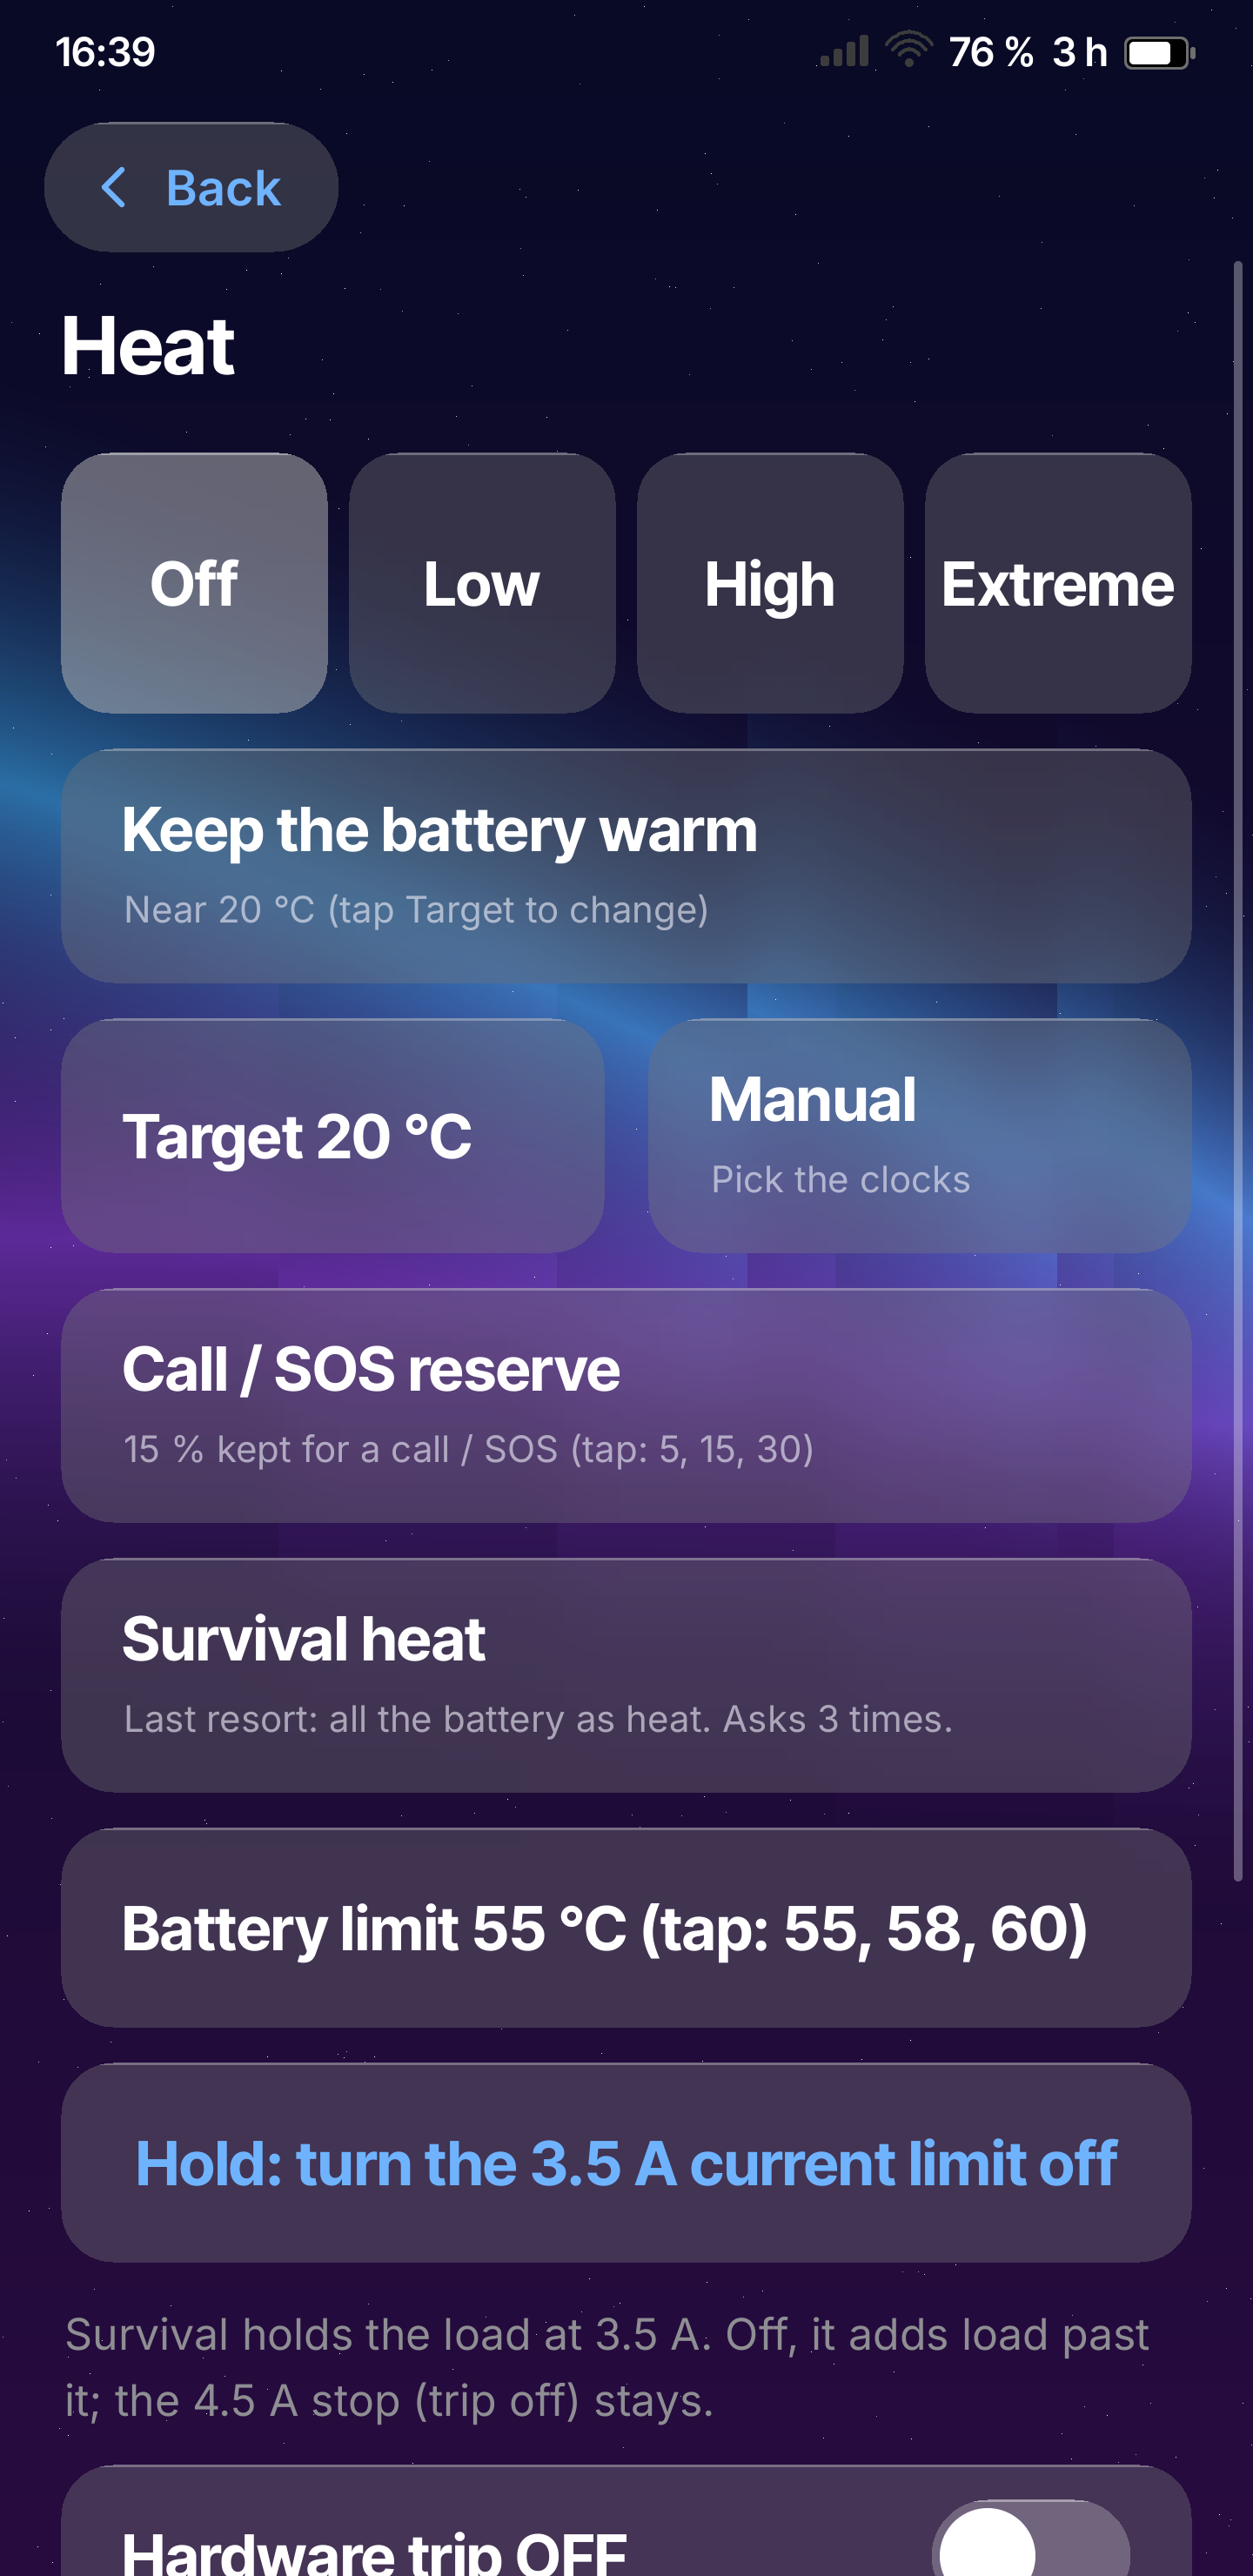 16:39
76 % 3 h
Back
Heat
Off
Low
High
Extreme
Keep the battery warm
Near 20 °C (tap Target to change)
Target 20 °C
Manual
Pick the clocks
Call / SOS reserve
15 % kept for a call / SOS (tap: 5, 15, 30)
Survival heat
Last resort: all the battery as heat. Asks 3 times.
Battery limit 55 °C (tap: 55, 58, 60)
Hold: turn the 3.5 A current limit off
Survival holds the load at 3.5 A. Off, it adds load past
it; the 4.5 A stop (trip off) stays.
Hardware trip OFF